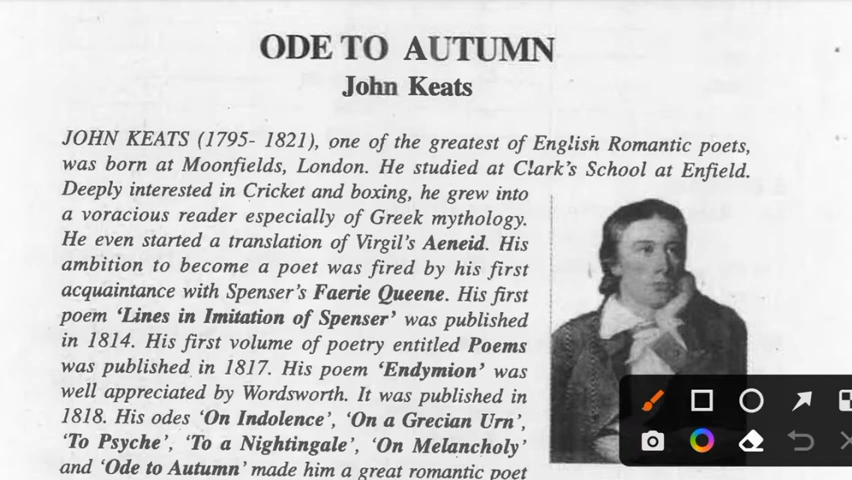 ODE TO AUTUMN
John Keats
JOHN KEATS (1795- 1821), one of the greatest of English Romantic poets,
was born at Moonfields, London. He studied at Clark's School at Enfield.
Deeply interested in Cricket and boxing, he grew into
a voracious reader especially of Greek mythology.
He even started a translation of Virgil's Aeneid. His
ambition to become a poet was fired by his first
acquaintance with Spenser's Faerie Queene. His first
poem 'Lines in Imitation of Spenser' was published
in 1814. His first volume of poetry entitled Poems
was published in 1817. His poem 'Endymion' was
well appreciated by Wordsworth. It was published in
1818. His odes 'On Indolence', 'On a Grecian Urn',
'To Psyche', 'To a Nightingale', 'On Melancholy'
and 'Ode to Autumn' made him a great romantic poet